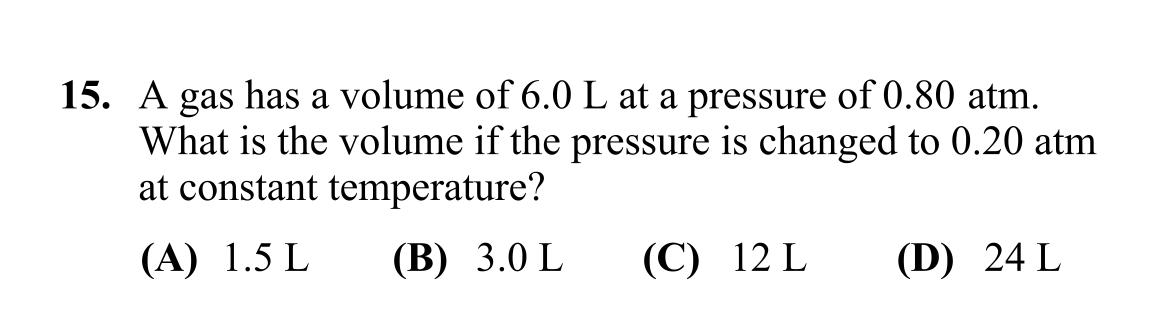 15. A gas has a volume of 6.0 L at a pressure of 0.80 atm.
What is the volume if the pressure is changed to 0.20 atm
at constant temperature?
(A) 1.5 L (B) 3.0 L (C) 12 L (D) 24 L